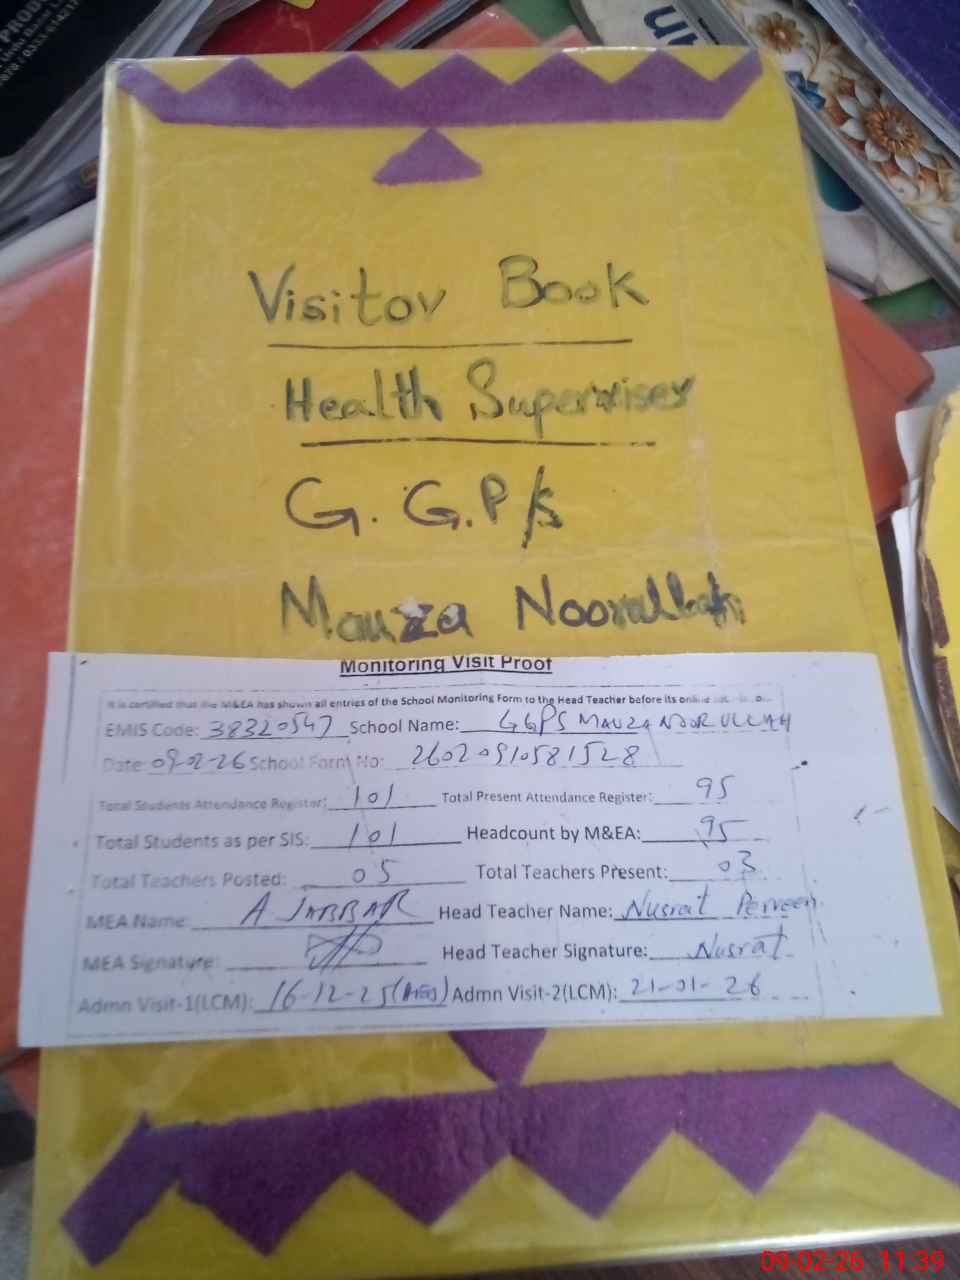 PROD
un
Visitor Book
Health Superviser
G.G.P/s
Mauza Noorullah
Monitoring Visit Proof
It is certified that the M&EA has shown all entries of the School Monitoring Form to the Head Teacher before its online
EMIS Code: 38320547 School Name: GGPS MAUZA NOORULLAH
Date: 09-02-26 School Form No: 26020910581528
Total Students Attendance Register: 101 Total Present Attendance Register: 95
Total Students as per SIS: 101 Headcount by M&EA: 95
Total Teachers Posted: 05 Total Teachers Present: 03
MEA Name: A JABBAR Head Teacher Name: Nusrat Perveen
MEA Signature: Head Teacher Signature: Nusrat
Admn Visit-1(LCM): 16-12-25 Admn Visit-2(LCM): 21-01-26
09-02-26 11:39